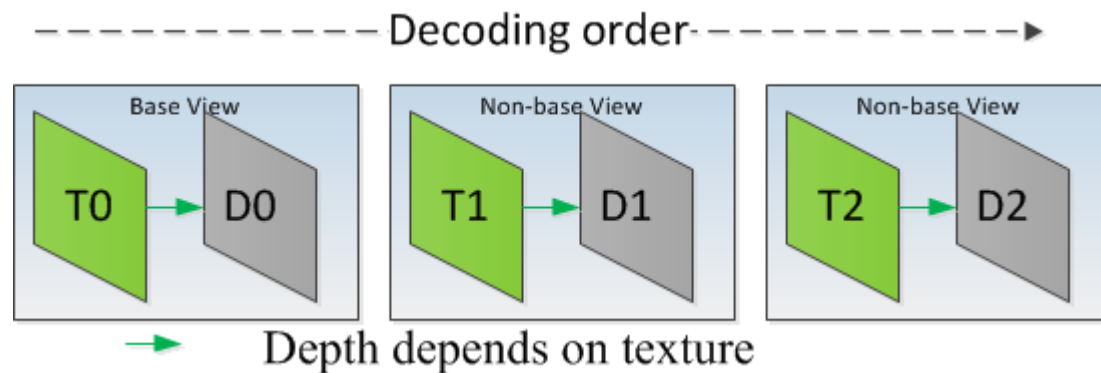 Decoding order
Base View
T0 D0
Non-base View
T1 D1
Non-base View
T2 D2
Depth depends on texture